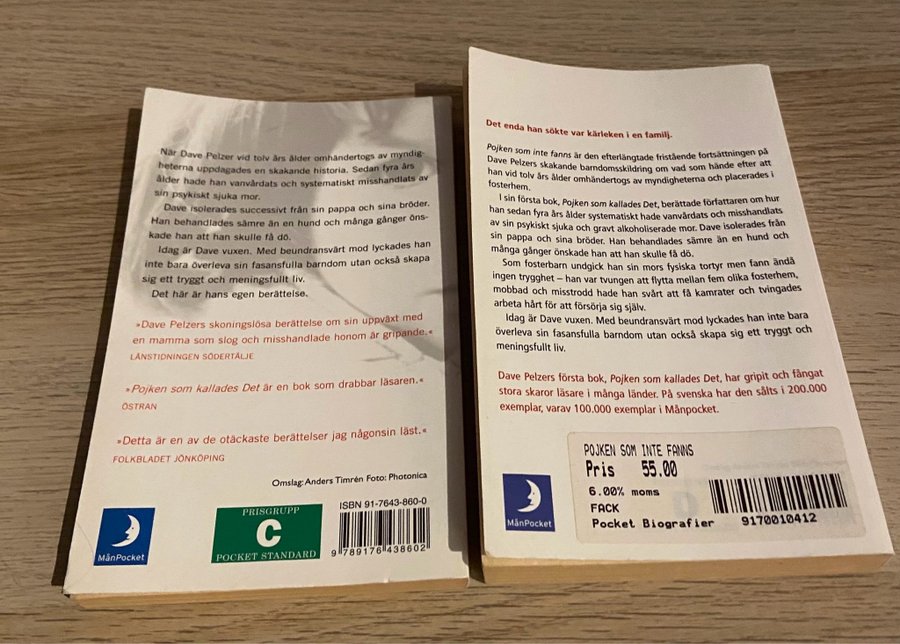 När Dave Pelzer vid tolv års ålder omhändertogs av myndig-
heterna uppdagades en skakande historia. Sedan fyra års
ålder hade han vanvårdats och systematiskt misshandlats av
sin psykiskt sjuka mor.
Dave isolerades successivt från sin pappa och sina bröder.
Han behandlades sämre än en hund och många gånger öns-
kade han att han skulle få dö.
Idag är Dave vuxen. Med beundransvärt mod lyckades han
inte bara överleva sin fasansfulla barndom utan också skapa
sig ett tryggt och meningsfullt liv.
Det här är hans egen berättelse.
»Dave Pelzers skoningslösa berättelse om sin uppväxt med
en mamma som slog och misshandlade honom är gripande.«
LÄNSTIDNINGEN SÖDERTÄLJE
»Pojken som kallades Det är en bok som drabbar läsaren.«
ÖSTRAN
»Detta är en av de otäckaste berättelser jag någonsin läst.«
FOLKBLADET JÖNKÖPING
Omslag: Anders Timrén Foto: Photonica
MånPocket
PRISGRUPP
C
POCKET STANDARD
ISBN 91-7643-860-0
9 789176 438602
Det enda han sökte var kärleken i en familj.
Pojken som inte fanns är den efterlängtade fristående fortsättningen på
Dave Pelzers skakande barndomsskildring om vad som hände efter att
han vid tolv års ålder omhändertogs av myndigheterna och placerades i
fosterhem.
I sin första bok, Pojken som kallades Det, berättade författaren om hur
han sedan fyra års ålder systematiskt hade vanvårdats och misshandlats
av sin psykiskt sjuka och gravt alkoholiserade mor. Dave isolerades från
sin pappa och sina bröder. Han behandlades sämre än en hund och
många gånger önskade han att han skulle få dö.
Som fosterbarn undgick han sin mors fysiska tortyr men fann ändå
ingen trygghet – han var tvungen att flytta mellan fem olika fosterhem,
mobbad och misstrodd hade han svårt att få kamrater och tvingades
arbeta hårt för att försörja sig själv.
Idag är Dave vuxen. Med beundransvärt mod lyckades han inte bara
överleva sin fasansfulla barndom utan också skapa sig ett tryggt och
meningsfullt liv.
Dave Pelzers första bok, Pojken som kallades Det, har gripit och fångat
stora skaror läsare i många länder. På svenska har den sålts i 200.000
exemplar, varav 100.000 exemplar i Månpocket.
MånPocket
POJKEN SOM INTE FANNS
Pris 55.00
6.00% moms
FACK
Pocket Biografier
9170010412